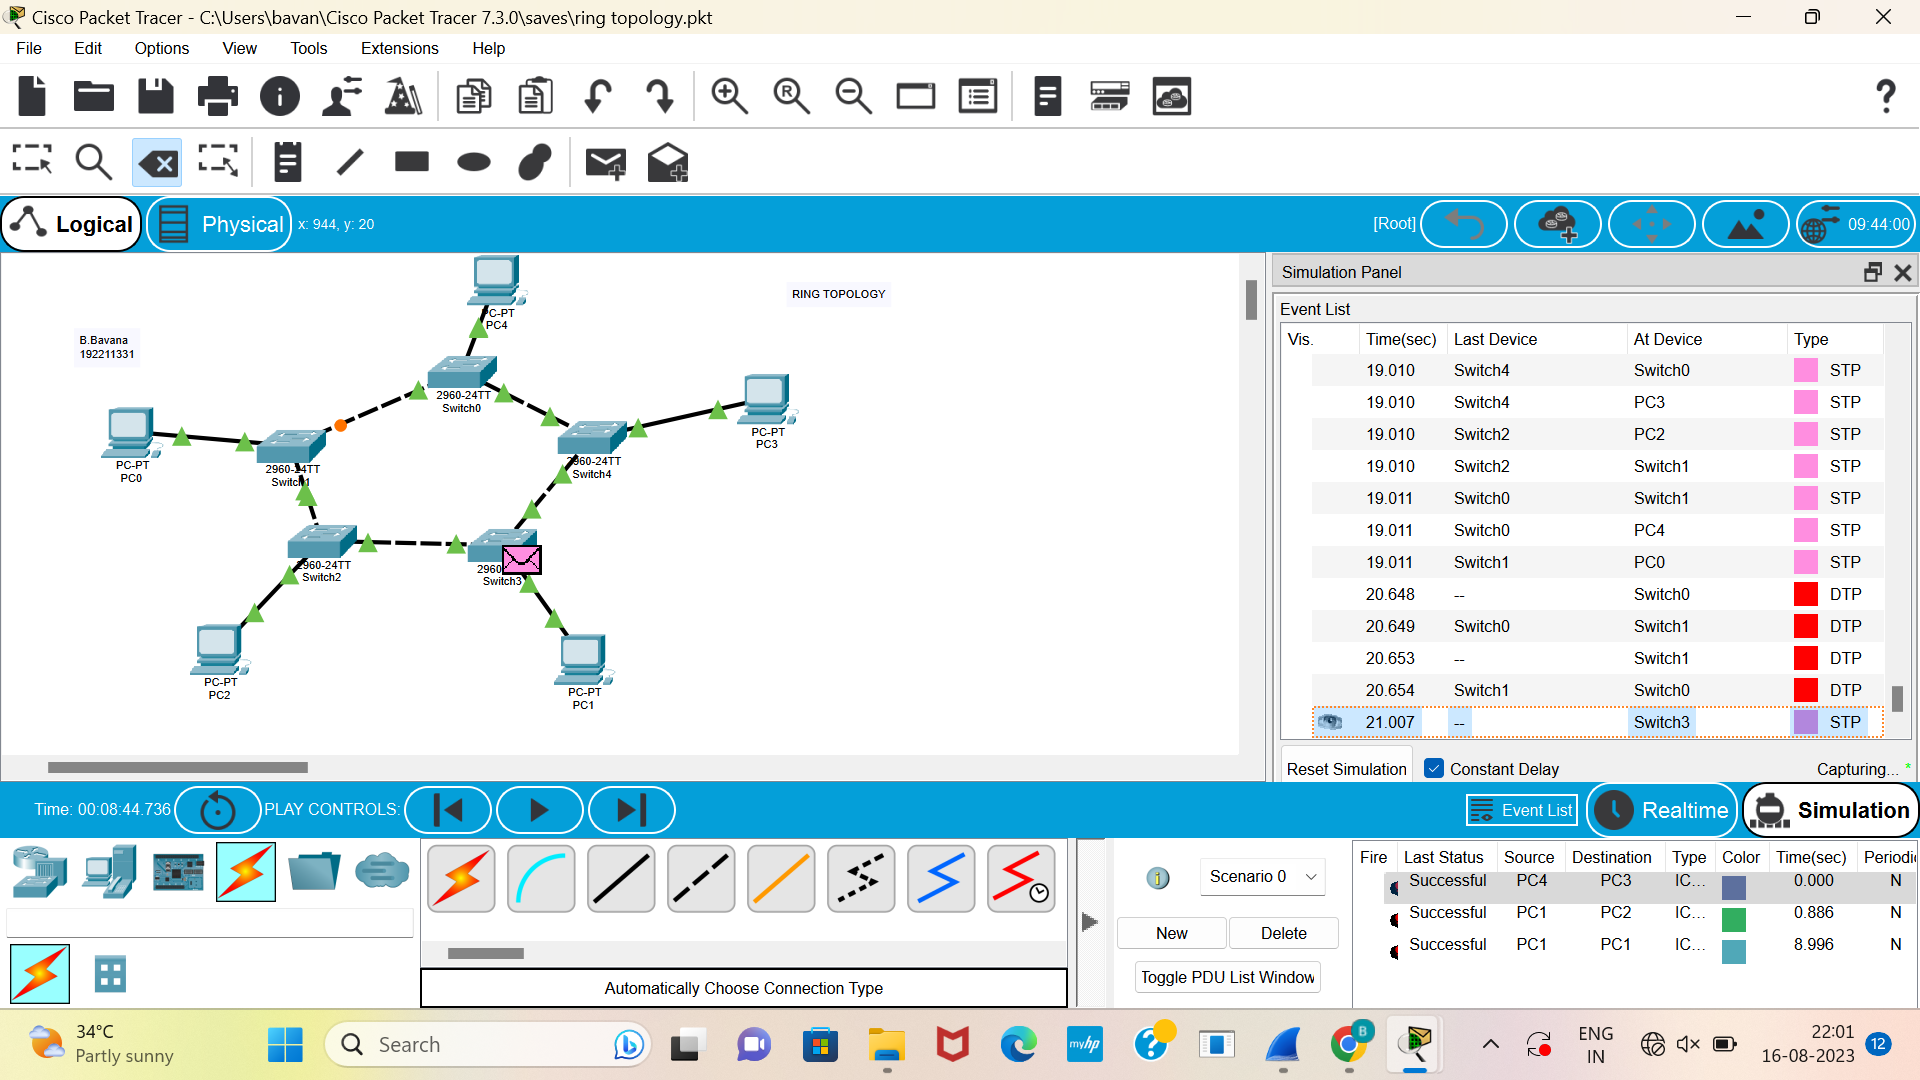 Cisco Packet Tracer - C:\Users\bavan\Cisco Packet Tracer 7.3.0\saves\ring topology.pkt
File Edit Options View Tools Extensions Help
Logical Physical x: 944, y: 20 [Root] 09:44:00
PC-PT
PC4
RING TOPOLOGY
B.Bavana
192211331
2960-24TT
Switch0
PC-PT
PC3
PC-PT
PC0
2960-24TT
Switch1
2960-24TT
Switch4
2960-24TT
Switch2
2960
Switch3
PC-PT
PC2
PC-PT
PC1
Simulation Panel
Event List
Vis. Time(sec) Last Device At Device Type
19.010 Switch4 Switch0 STP
19.010 Switch4 PC3 STP
19.010 Switch2 PC2 STP
19.010 Switch2 Switch1 STP
19.011 Switch0 Switch1 STP
19.011 Switch0 PC4 STP
19.011 Switch1 PC0 STP
20.648 -- Switch0 DTP
20.649 Switch0 Switch1 DTP
20.653 -- Switch1 DTP
20.654 Switch1 Switch0 DTP
21.007 -- Switch3 STP
Reset Simulation Constant Delay Capturing... *
Time: 00:08:44.736 PLAY CONTROLS: Event List Realtime Simulation
Scenario 0
New Delete
Toggle PDU List Window
Automatically Choose Connection Type
Fire Last Status Source Destination Type Color Time(sec) Periodic
Successful PC4 PC3 IC... 0.000 N
Successful PC1 PC2 IC... 0.886 N
Successful PC1 PC1 IC... 8.996 N
34°C
Partly sunny
Search
myhp
B
ENG
IN
22:01
16-08-2023
12